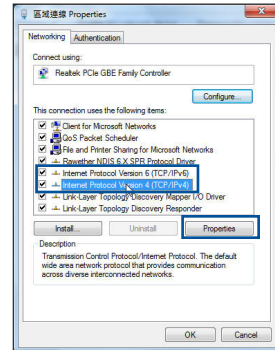 區域連線 Properties
Networking Authentication
Connect using:
Realtek PCIe GBE Family Controller
Configure...
This connection uses the following items:
Client for Microsoft Networks
QoS Packet Scheduler
File and Printer Sharing for Microsoft Networks
Rawether NDIS 6.X SPR Protocol Driver
Internet Protocol Version 6 (TCP/IPv6)
Internet Protocol Version 4 (TCP/IPv4)
Link-Layer Topology Discovery Mapper I/O Driver
Link-Layer Topology Discovery Responder
Install... Uninstall Properties
Description
Transmission Control Protocol/Internet Protocol. The default
wide area network protocol that provides communication
across diverse interconnected networks.
OK Cancel